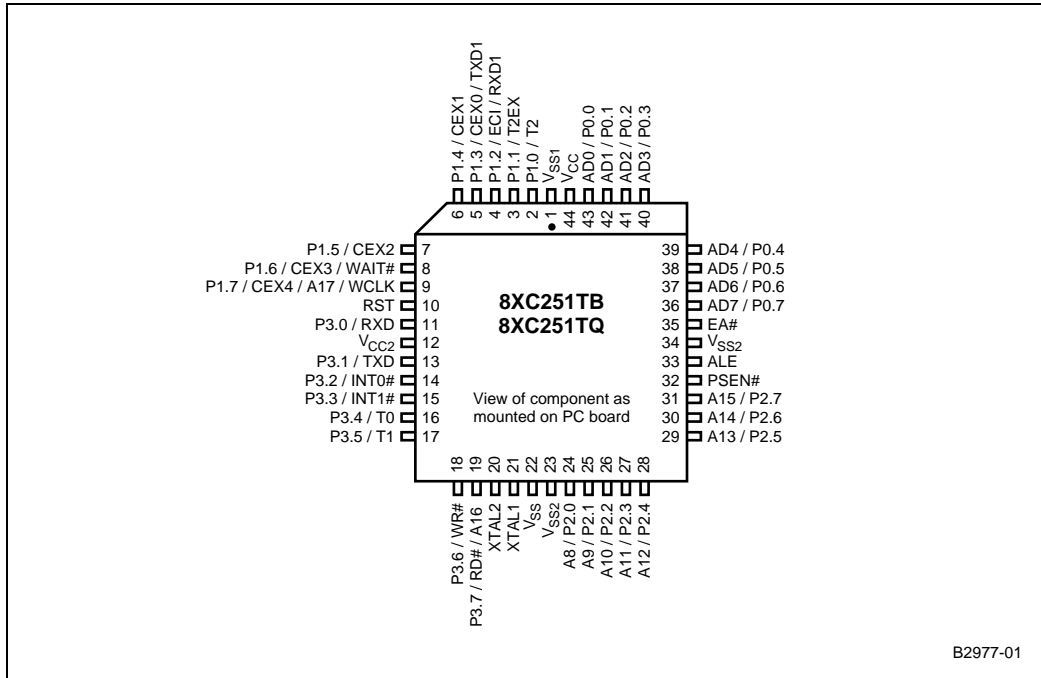 P1.4 / CEX1
P1.3 / CEX0 / TXD1
P1.2 / ECI / RXD1
P1.1 / T2EX
P1.0 / T2
VSS1
VCC
AD0 / P0.0
AD1 / P0.1
AD2 / P0.2
AD3 / P0.3
6
5
4
3
2
1
44
43
42
41
40
P1.5 / CEX2 7
P1.6 / CEX3 / WAIT# 8
P1.7 / CEX4 / A17 / WCLK 9
RST 10
P3.0 / RXD 11
VCC2 12
P3.1 / TXD 13
P3.2 / INT0# 14
P3.3 / INT1# 15
P3.4 / T0 16
P3.5 / T1 17
8XC251TB
8XC251TQ
View of component as
mounted on PC board
39 AD4 / P0.4
38 AD5 / P0.5
37 AD6 / P0.6
36 AD7 / P0.7
35 EA#
34 VSS2
33 ALE
32 PSEN#
31 A15 / P2.7
30 A14 / P2.6
29 A13 / P2.5
18
19
20
21
22
23
24
25
26
27
28
P3.6 / WR#
P3.7 / RD# / A16
XTAL2
XTAL1
VSS
VSS2
A8 / P2.0
A9 / P2.1
A10 / P2.2
A11 / P2.3
A12 / P2.4
B2977-01